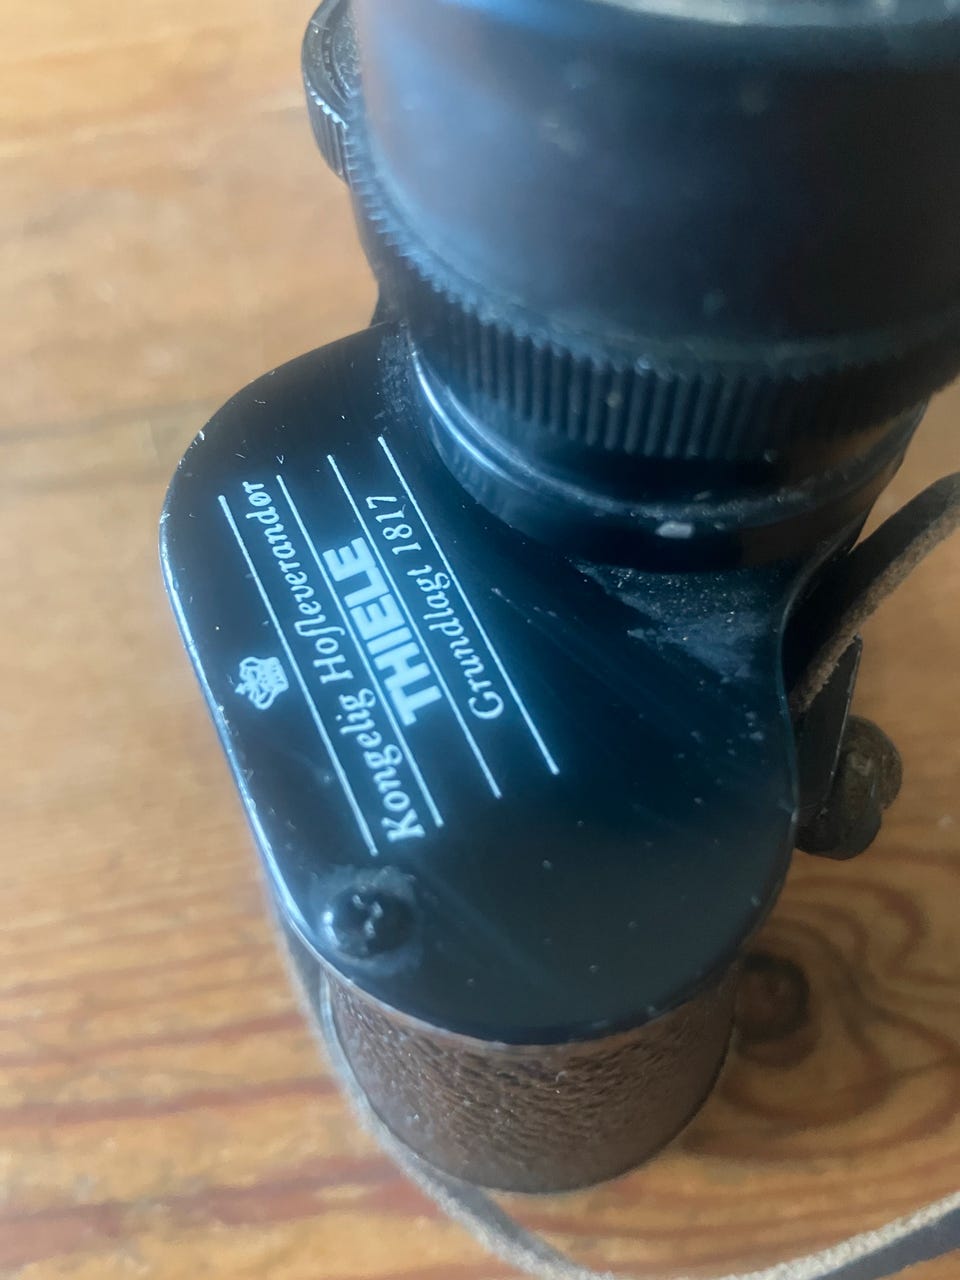 Kongelig Hofleverandør
THIELE
Grundlagt 1817